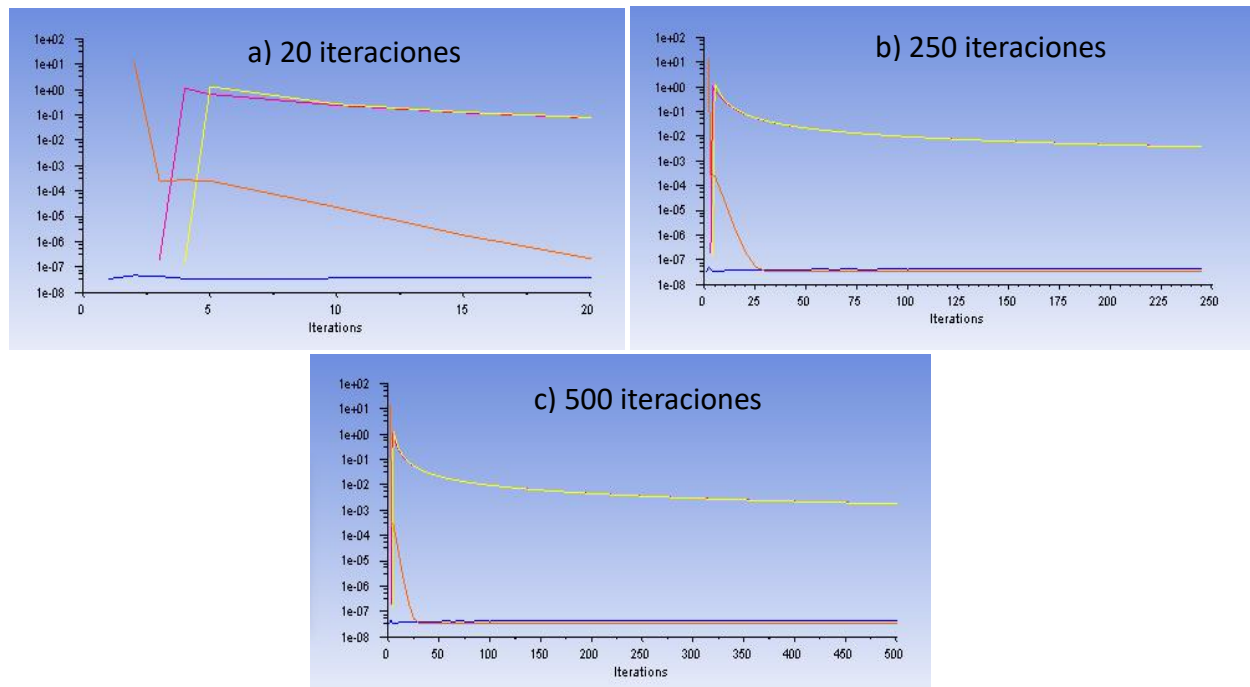 a) 20 iteraciones
1e+02
1e+01
1e+00
1e-01
1e-02
1e-03
1e-04
1e-05
1e-06
1e-07
1e-08
0 5 10 15 20
Iterations
b) 250 iteraciones
1e+02
1e+01
1e+00
1e-01
1e-02
1e-03
1e-04
1e-05
1e-06
1e-07
1e-08
0 25 50 75 100 125 150 175 200 225 250
Iterations
c) 500 iteraciones
1e+02
1e+01
1e+00
1e-01
1e-02
1e-03
1e-04
1e-05
1e-06
1e-07
1e-08
0 50 100 150 200 250 300 350 400 450 500
Iterations